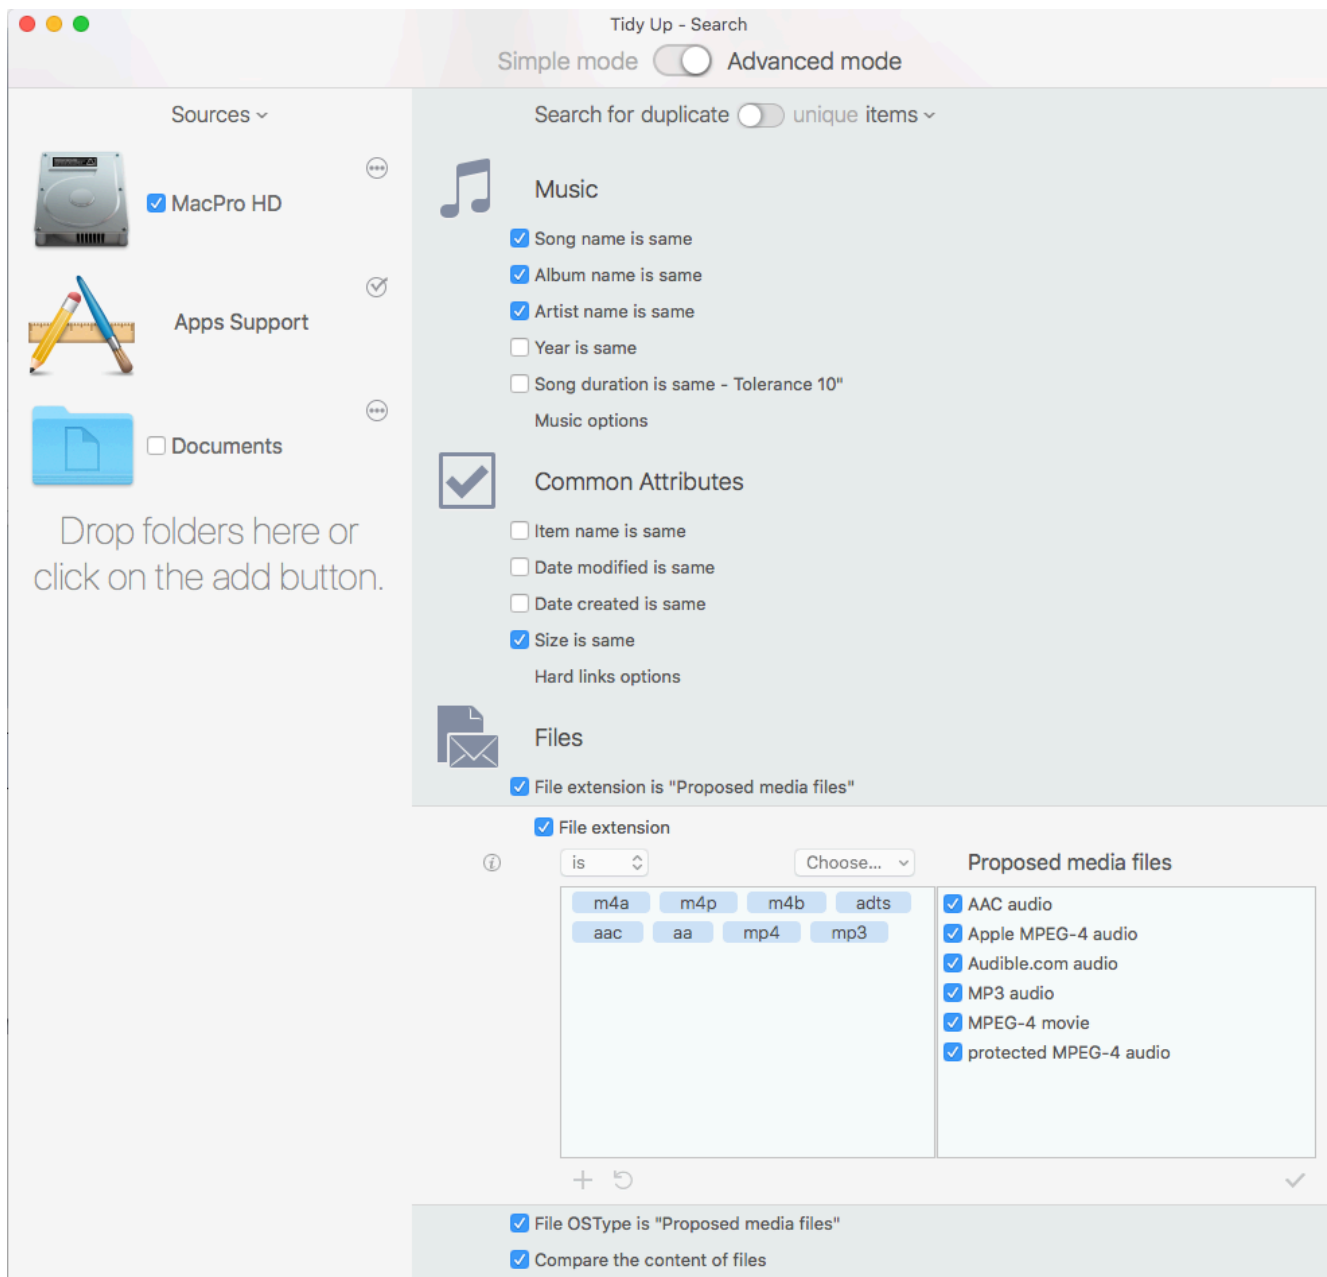 Tidy Up - Search
Simple mode Advanced mode
Sources
Search for duplicate unique items
MacPro HD
Apps Support
Documents
Drop folders here or
click on the add button.
Music
Song name is same
Album name is same
Artist name is same
Year is same
Song duration is same - Tolerance 10"
Music options
Common Attributes
Item name is same
Date modified is same
Date created is same
Size is same
Hard links options
Files
File extension is "Proposed media files"
File extension
is Choose... Proposed media files
m4a m4p m4b adts
aac aa mp4 mp3
AAC audio
Apple MPEG-4 audio
Audible.com audio
MP3 audio
MPEG-4 movie
protected MPEG-4 audio
File OSType is "Proposed media files"
Compare the content of files